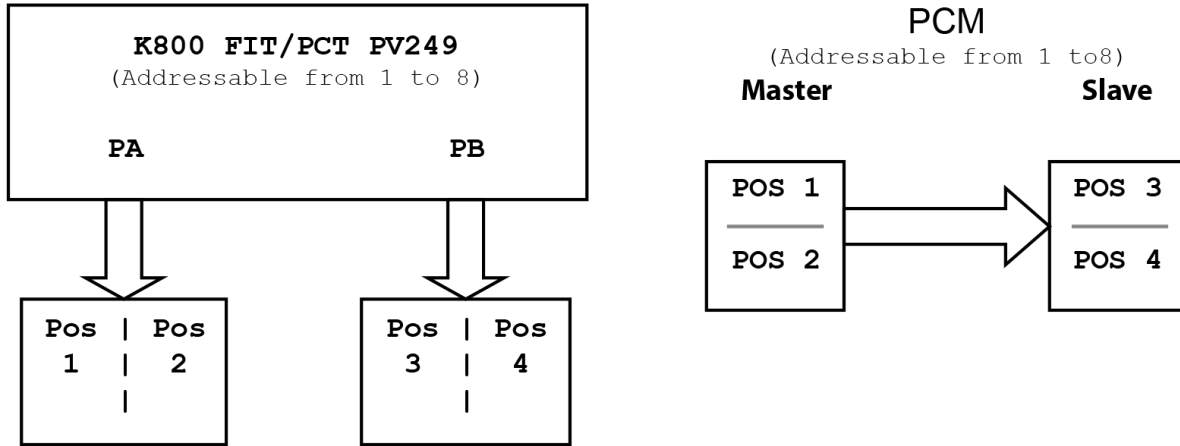 K800 FIT/PCT PV249
(Addressable from 1 to 8)
PA
PB
Pos
1
Pos
2
Pos
3
Pos
4
PCM
(Addressable from 1 to8)
Master
Slave
POS 1
POS 2
POS 3
POS 4